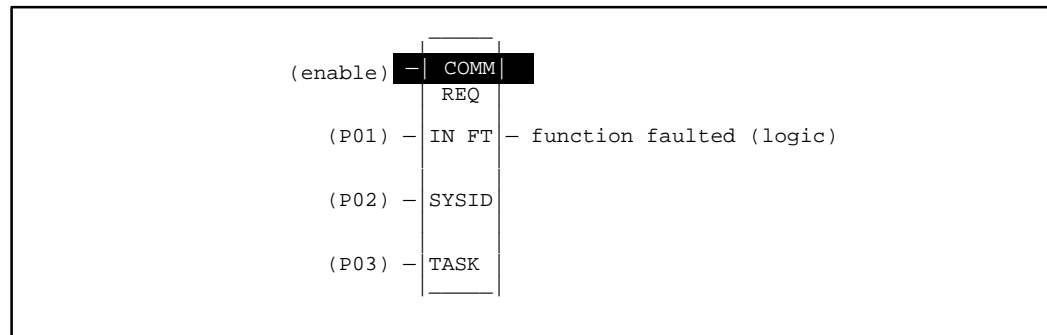 (enable) COMM
REQ
(P01) IN FT function faulted (logic)
(P02) SYSID
(P03) TASK